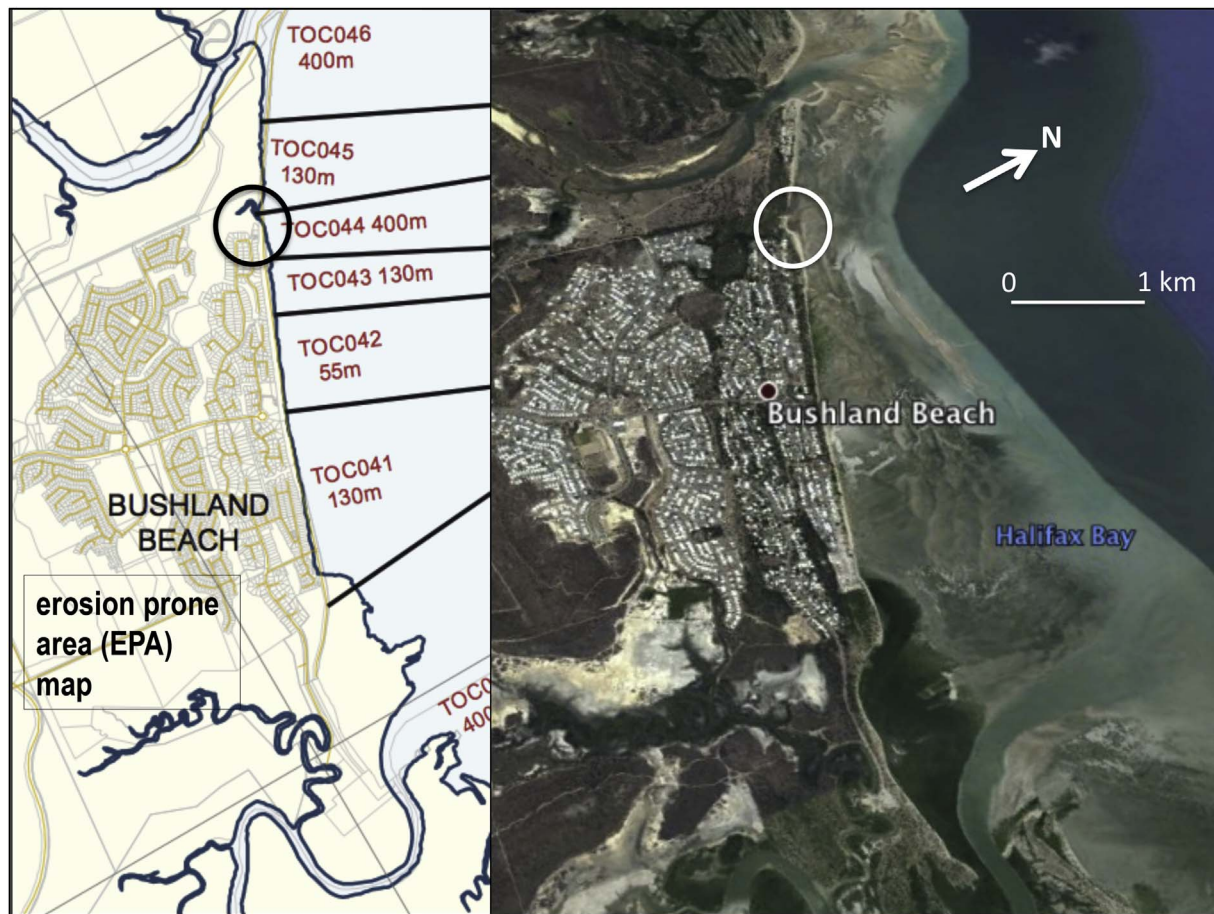 TOC046
400m
TOC045
130m
TOC044 400m
TOC043 130m
TOC042
55m
TOC041
130m
BUSHLAND
BEACH
erosion prone
area (EPA)
map
400
N
0 1 km
Bushland Beach
Halifax Bay